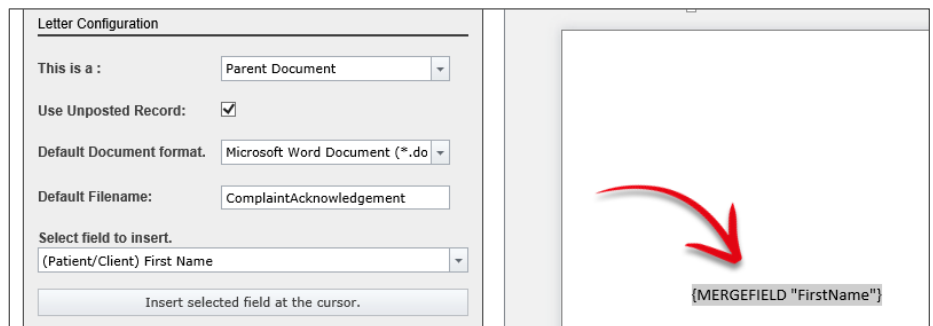 Letter Configuration
This is a : Parent Document
Use Unposted Record:
Default Document format. Microsoft Word Document (*.do
Default Filename: ComplaintAcknowledgement
Select field to insert.
(Patient/Client) First Name
Insert selected field at the cursor.
{MERGEFIELD "FirstName"}